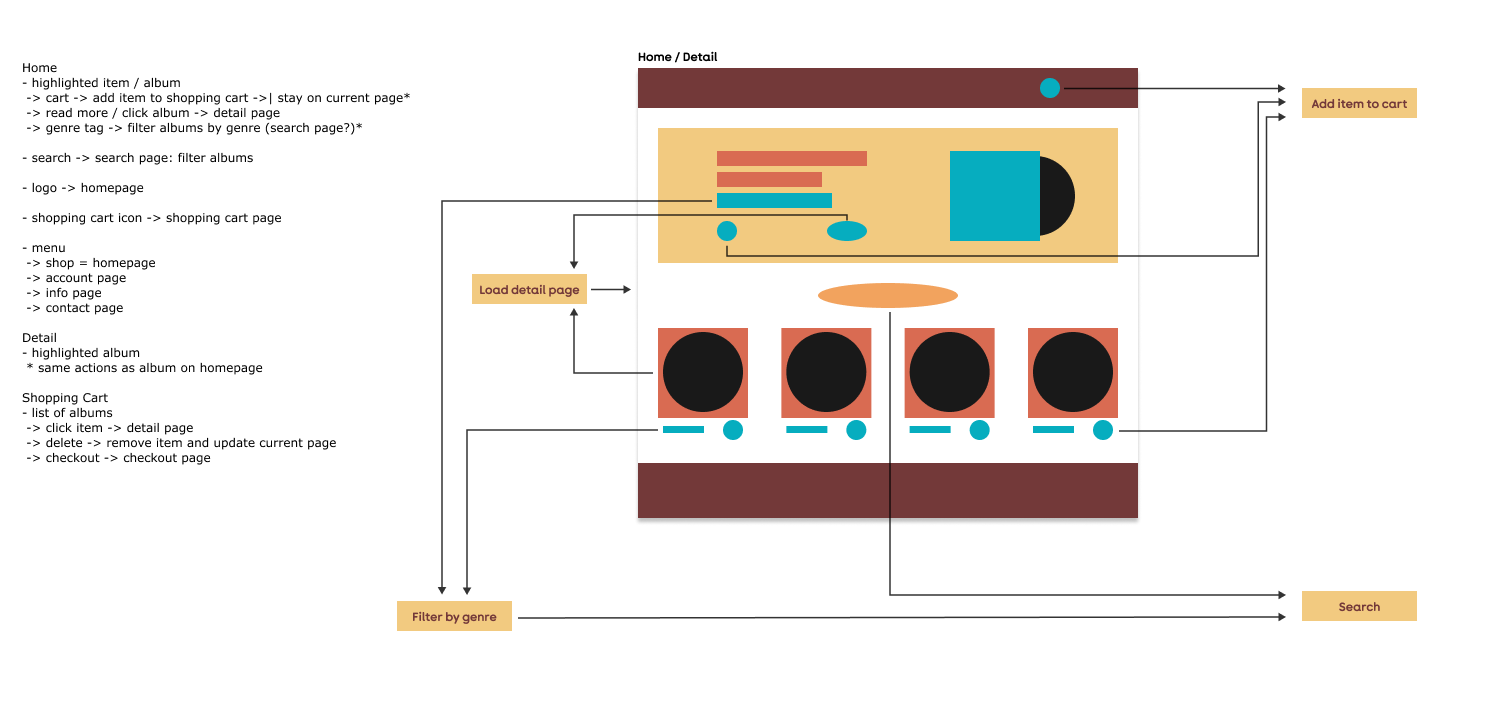 Home
- highlighted item / album
-> cart -> add item to shopping cart ->| stay on current page*
-> read more / click album -> detail page
-> genre tag -> filter albums by genre (search page?)*
- search -> search page: filter albums
- logo -> homepage
- shopping cart icon -> shopping cart page
- menu
-> shop = homepage
-> account page
-> info page
-> contact page
Detail
- highlighted album
* same actions as album on homepage
Shopping Cart
- list of albums
-> click item -> detail page
-> delete -> remove item and update current page
-> checkout -> checkout page
Home / Detail
Add item to cart
Load detail page
Filter by genre
Search